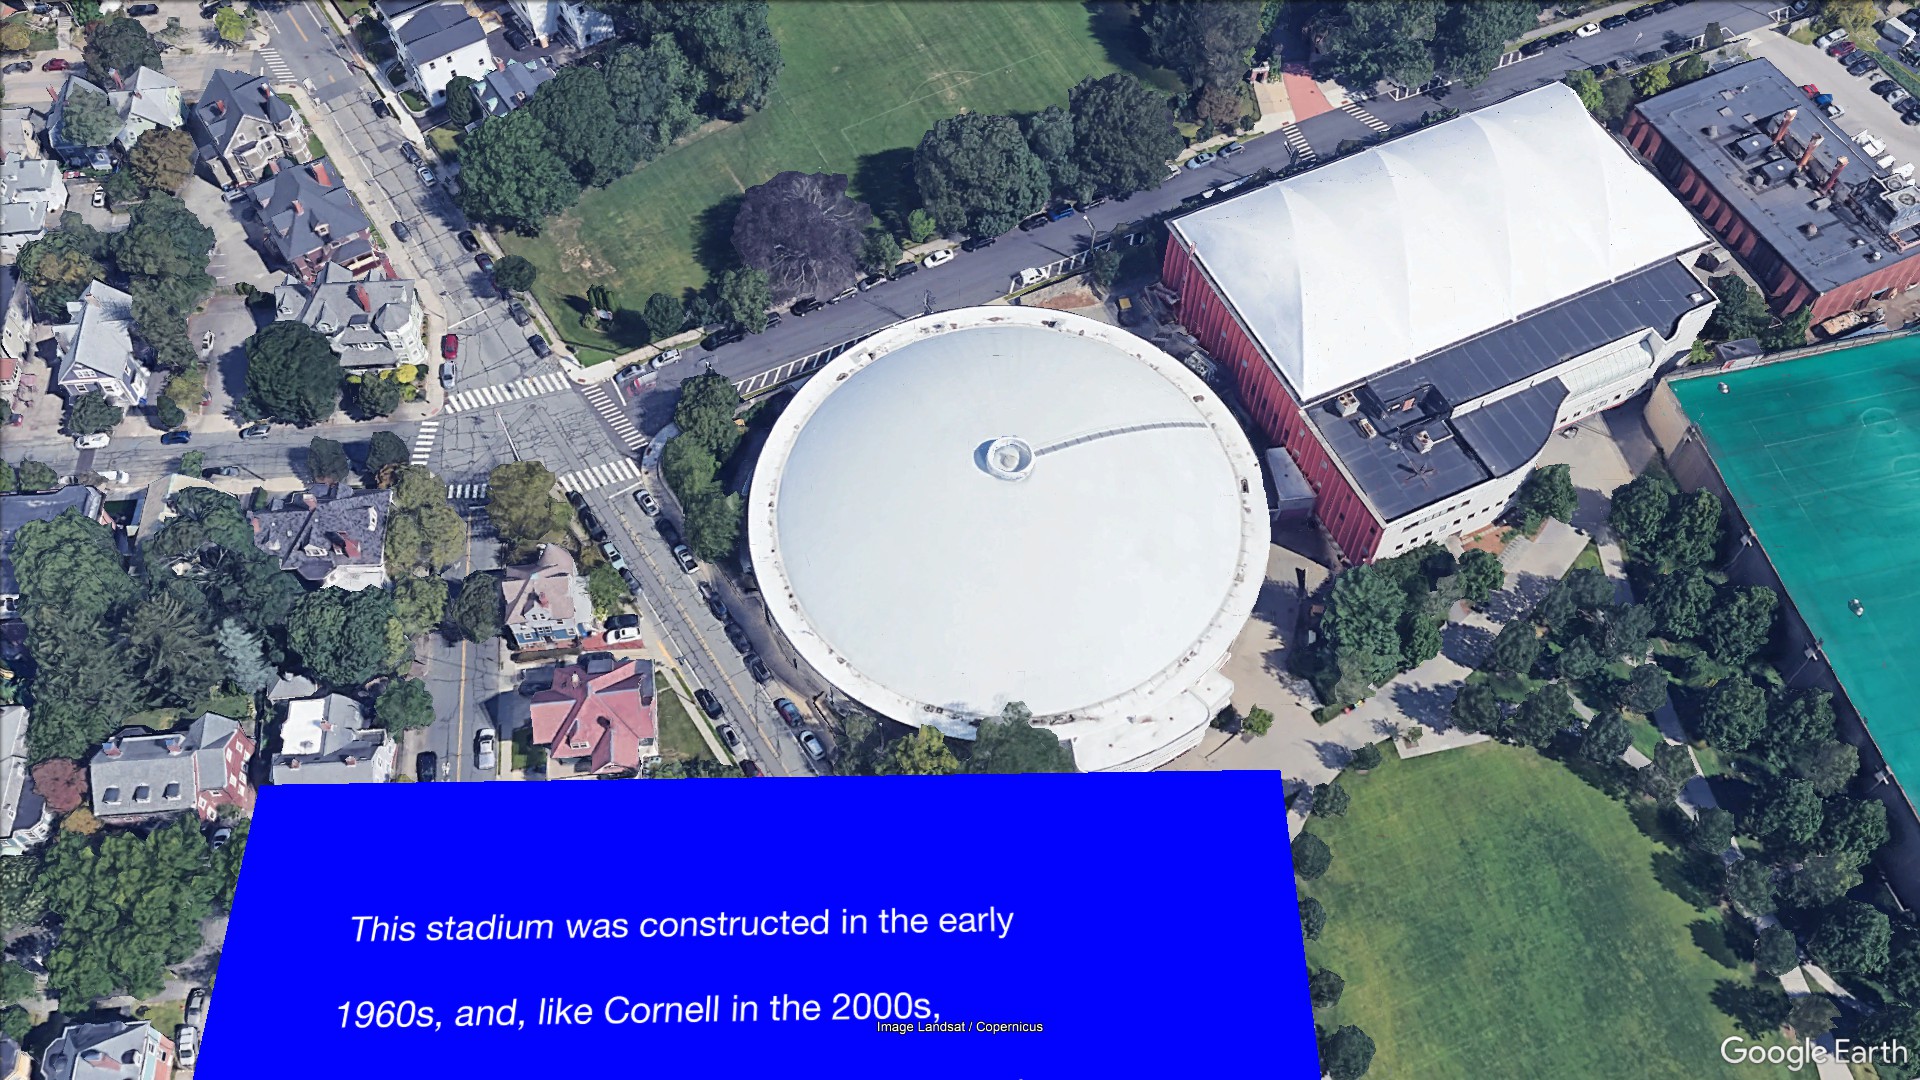 This stadium was constructed in the early
1960s, and, like Cornell in the 2000s,
Image Landsat / Copernicus
Google Earth